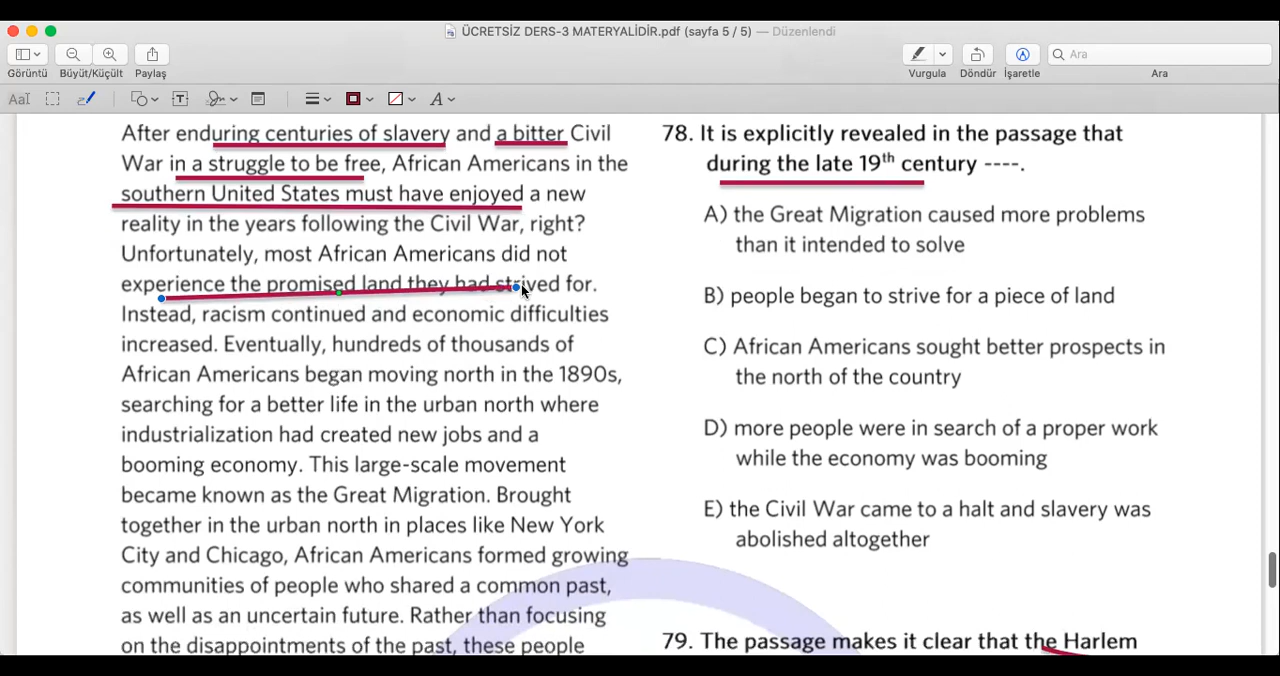 ÜCRETSİZ DERS-3 MATERYALİDİR.pdf (sayfa 5 / 5) — Düzenlendi
Görüntü Büyüt/Küçült Paylaş Vurgula Döndür İşaretle Ara
Ara
AaI T A
After enduring centuries of slavery and a bitter Civil
War in a struggle to be free, African Americans in the
southern United States must have enjoyed a new
reality in the years following the Civil War, right?
Unfortunately, most African Americans did not
experience the promised land they had strived for.
Instead, racism continued and economic difficulties
increased. Eventually, hundreds of thousands of
African Americans began moving north in the 1890s,
searching for a better life in the urban north where
industrialization had created new jobs and a
booming economy. This large-scale movement
became known as the Great Migration. Brought
together in the urban north in places like New York
City and Chicago, African Americans formed growing
communities of people who shared a common past,
as well as an uncertain future. Rather than focusing
on the disappointments of the past, these people
78. It is explicitly revealed in the passage that
during the late 19th century ----.
A) the Great Migration caused more problems
than it intended to solve
B) people began to strive for a piece of land
C) African Americans sought better prospects in
the north of the country
D) more people were in search of a proper work
while the economy was booming
E) the Civil War came to a halt and slavery was
abolished altogether
79. The passage makes it clear that the Harlem